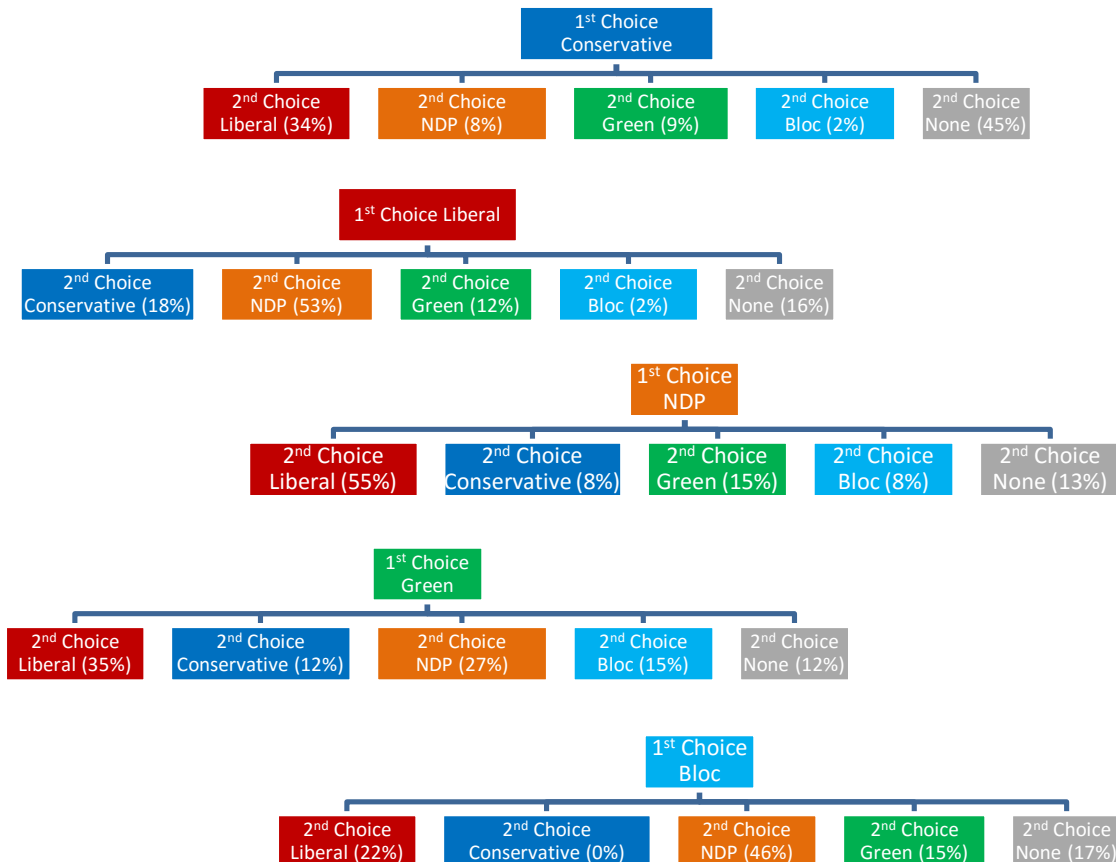 1st Choice
Conservative
2nd Choice
Liberal (34%)
2nd Choice
NDP (8%)
2nd Choice
Green (9%)
2nd Choice
Bloc (2%)
2nd Choice
None (45%)
1st Choice Liberal
2nd Choice
Conservative (18%)
2nd Choice
NDP (53%)
2nd Choice
Green (12%)
2nd Choice
Bloc (2%)
2nd Choice
None (16%)
1st Choice
NDP
2nd Choice
Liberal (55%)
2nd Choice
Conservative (8%)
2nd Choice
Green (15%)
2nd Choice
Bloc (8%)
2nd Choice
None (13%)
1st Choice
Green
2nd Choice
Liberal (35%)
2nd Choice
Conservative (12%)
2nd Choice
NDP (27%)
2nd Choice
Bloc (15%)
2nd Choice
None (12%)
1st Choice
Bloc
2nd Choice
Liberal (22%)
2nd Choice
Conservative (0%)
2nd Choice
NDP (46%)
2nd Choice
Green (15%)
2nd Choice
None (17%)